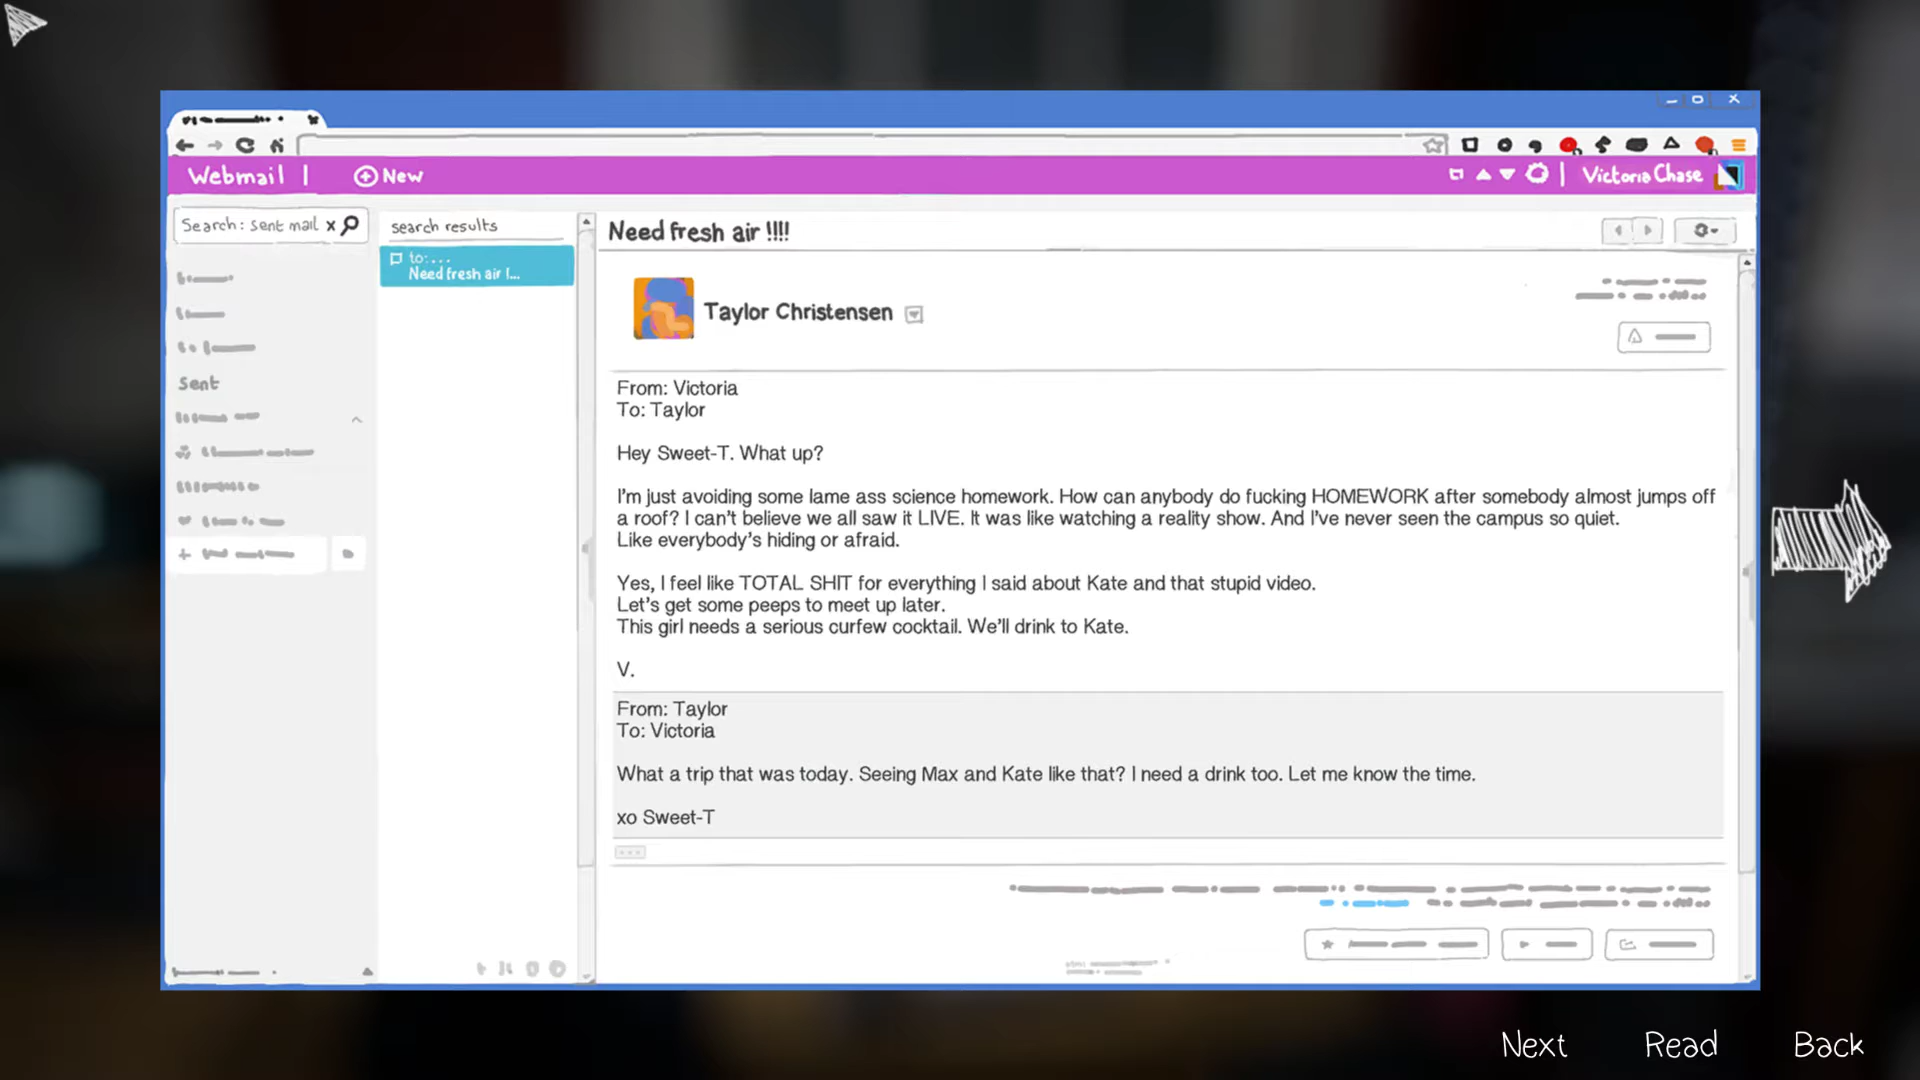 Webmail | New
Victoria Chase
Search: sent mail x
search results
to:...
Need fresh air !...
Sent
Need fresh air !!!!
Taylor Christensen
From: Victoria
To: Taylor
Hey Sweet-T. What up?
I'm just avoiding some lame ass science homework. How can anybody do fucking HOMEWORK after somebody almost jumps off
a roof? I can't believe we all saw it LIVE. It was like watching a reality show. And I've never seen the campus so quiet.
Like everybody's hiding or afraid.
Yes, I feel like TOTAL SHIT for everything I said about Kate and that stupid video.
Let's get some peeps to meet up later.
This girl needs a serious curfew cocktail. We'll drink to Kate.
V.
From: Taylor
To: Victoria
What a trip that was today. Seeing Max and Kate like that? I need a drink too. Let me know the time.
xo Sweet-T
Next
Read
Back